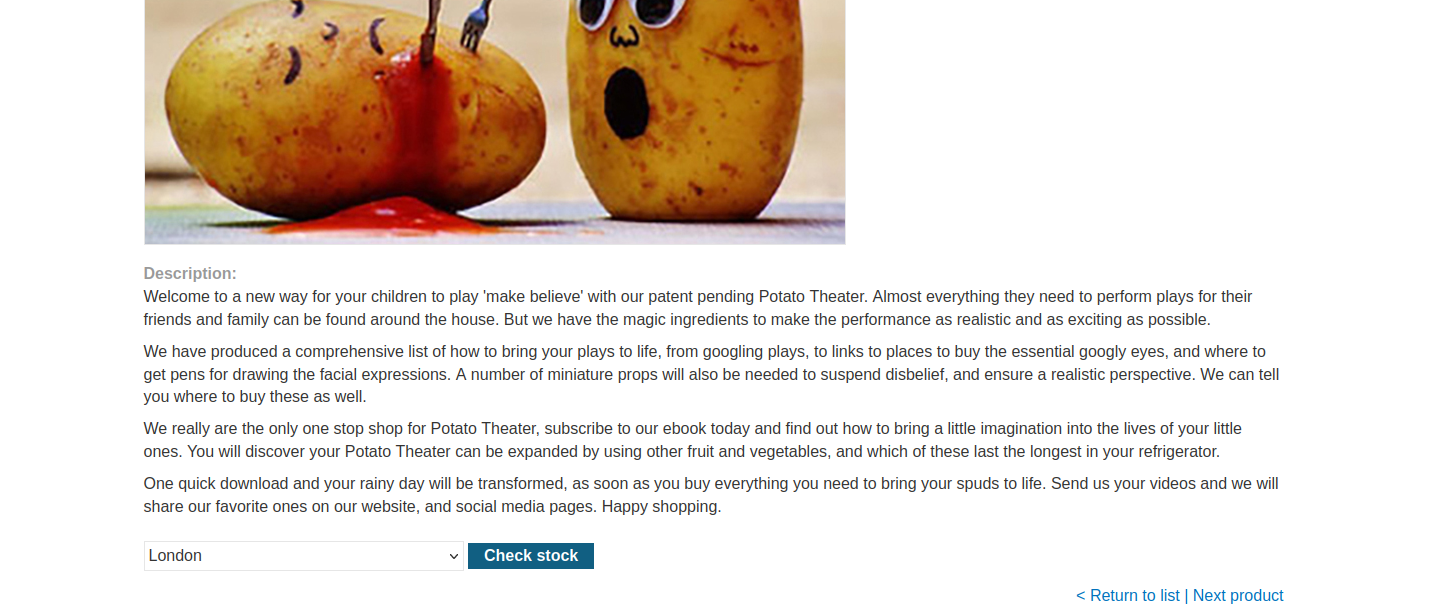 Description:
Welcome to a new way for your children to play 'make believe' with our patent pending Potato Theater. Almost everything they need to perform plays for their
friends and family can be found around the house. But we have the magic ingredients to make the performance as realistic and as exciting as possible.
We have produced a comprehensive list of how to bring your plays to life, from googling plays, to links to places to buy the essential googly eyes, and where to
get pens for drawing the facial expressions. A number of miniature props will also be needed to suspend disbelief, and ensure a realistic perspective. We can tell
you where to buy these as well.
We really are the only one stop shop for Potato Theater, subscribe to our ebook today and find out how to bring a little imagination into the lives of your little
ones. You will discover your Potato Theater can be expanded by using other fruit and vegetables, and which of these last the longest in your refrigerator.
One quick download and your rainy day will be transformed, as soon as you buy everything you need to bring your spuds to life. Send us your videos and we will
share our favorite ones on our website, and social media pages. Happy shopping.
London Check stock
< Return to list | Next product